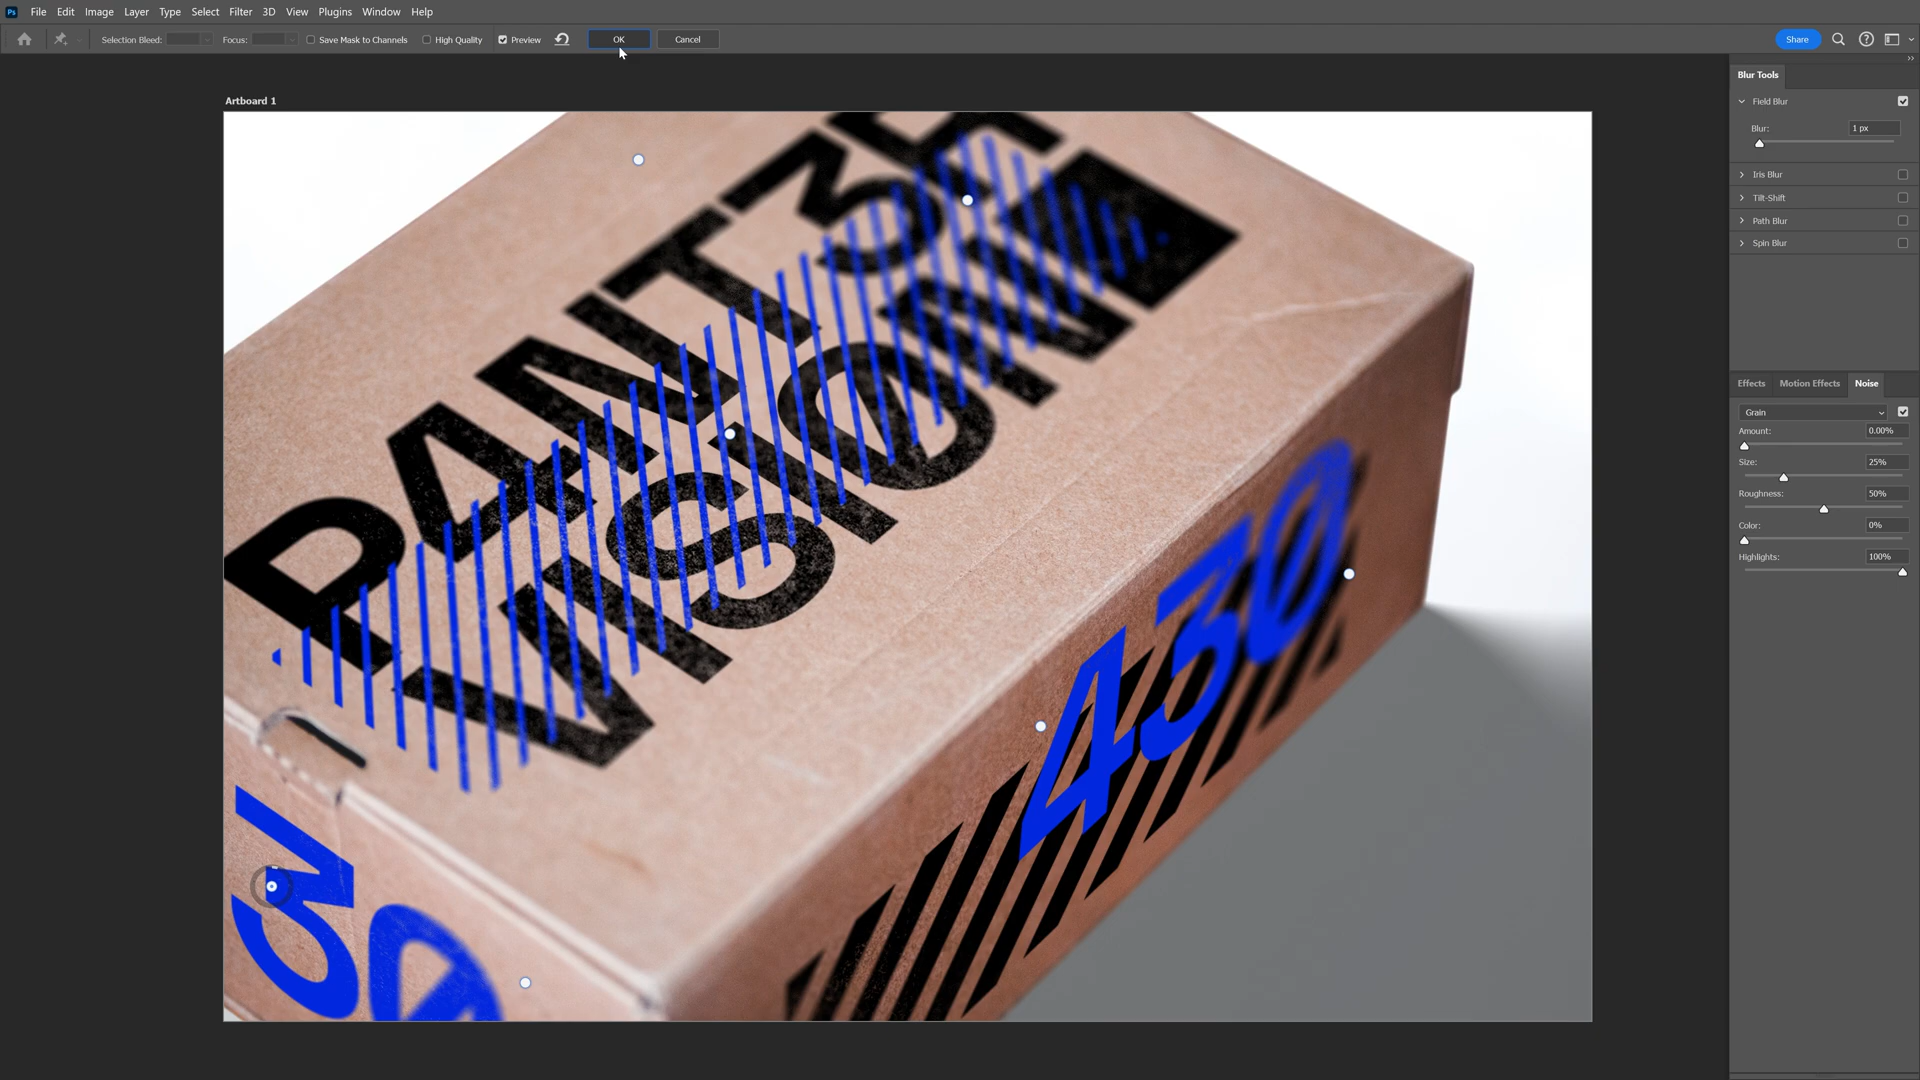 Ps File Edit Image Layer Type Select Filter 3D View Plugins Window Help
Selection Bleed: Focus: Save Mask to Channels High Quality Preview OK Cancel Share
Artboard 1
Blur Tools
Field Blur
Blur: 1 px
Iris Blur
Tilt-Shift
Path Blur
Spin Blur
Effects Motion Effects Noise
Grain
Amount: 0.00%
Size: 25%
Roughness: 50%
Color: 0%
Highlights: 100%
VISIØN
430